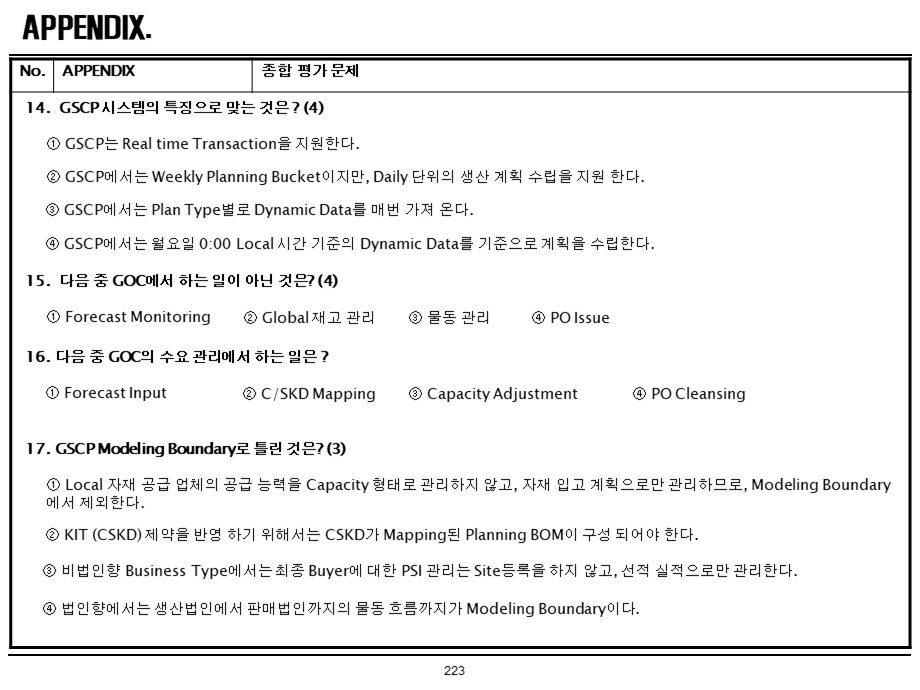 APPENDIX.
No. APPENDIX 종합 평가 문제
14. GSCP 시스템의 특징으로 맞는 것은? (4)
① GSCP는 Real time Transaction을 지원한다.
② GSCP에서는 Weekly Planning Bucket이지만, Daily 단위의 생산 계획 수립을 지원 한다.
③ GSCP에서는 Plan Type별로 Dynamic Data를 매번 가져 온다.
④ GSCP에서는 월요일 0:00 Local 시간 기준의 Dynamic Data를 기준으로 계획을 수립한다.
15. 다음 중 GOC에서 하는 일이 아닌 것은? (4)
① Forecast Monitoring ② Global 재고 관리 ③ 물동 관리 ④ PO Issue
16. 다음 중 GOC의 수요 관리에서 하는 일은?
① Forecast Input ② C/SKD Mapping ③ Capacity Adjustment ④ PO Cleansing
17. GSCP Modeling Boundary로 틀린 것은? (3)
① Local 자재 공급 업체의 공급 능력을 Capacity 형태로 관리하지 않고, 자재 입고 계획으로만 관리하므로, Modeling Boundary
에서 제외한다.
② KIT (CSKD) 제약을 반영 하기 위해서는 CSKD가 Mapping된 Planning BOM이 구성 되어야 한다.
③ 비법인향 Business Type에서는 최종 Buyer에 대한 PSI 관리는 Site등록을 하지 않고, 선적 실적으로만 관리한다.
④ 법인향에서는 생산법인에서 판매법인까지의 물동 흐름까지가 Modeling Boundary이다.
223